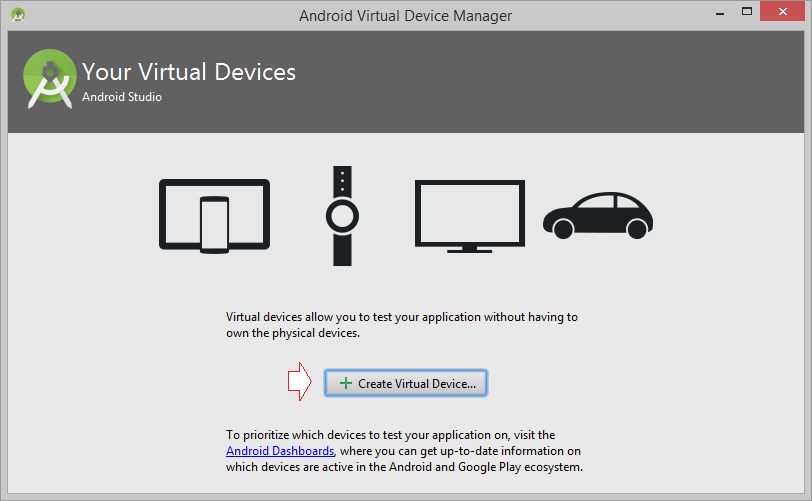 Android Virtual Device Manager
Your Virtual Devices
Android Studio
Virtual devices allow you to test your application without having to
own the physical devices.
Create Virtual Device...
To prioritize which devices to test your application on, visit the
Android Dashboards, where you can get up-to-date information on
which devices are active in the Android and Google Play ecosystem.